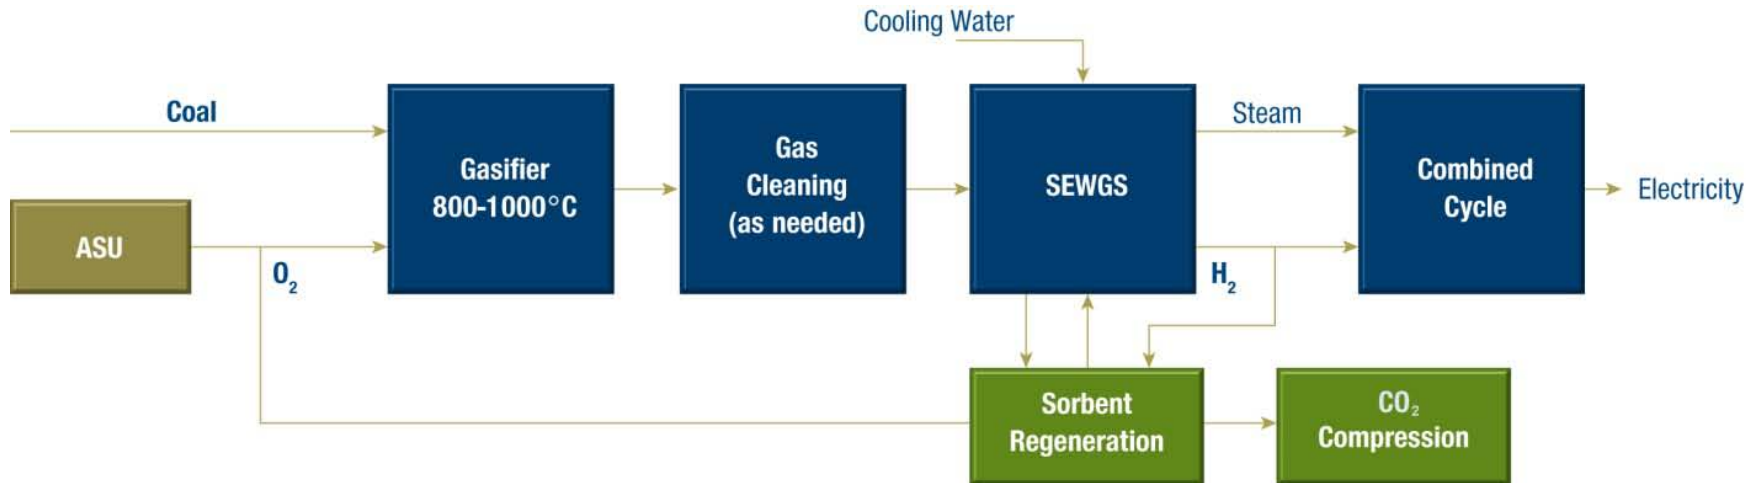 Cooling Water
Coal
Gasifier
800-1000°C
Gas
Cleaning
(as needed)
SEWGS
Steam
Combined
Cycle
Electricity
ASU
O₂
H₂
Sorbent
Regeneration
CO₂
Compression